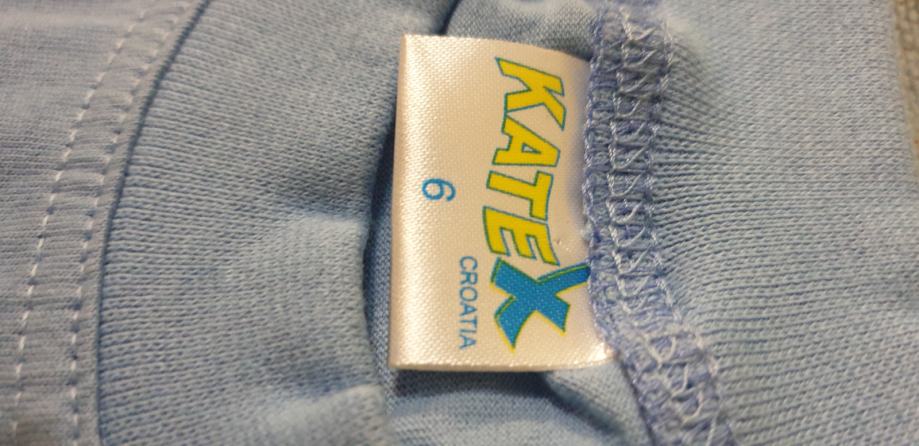 KATEX
CROATIA
6